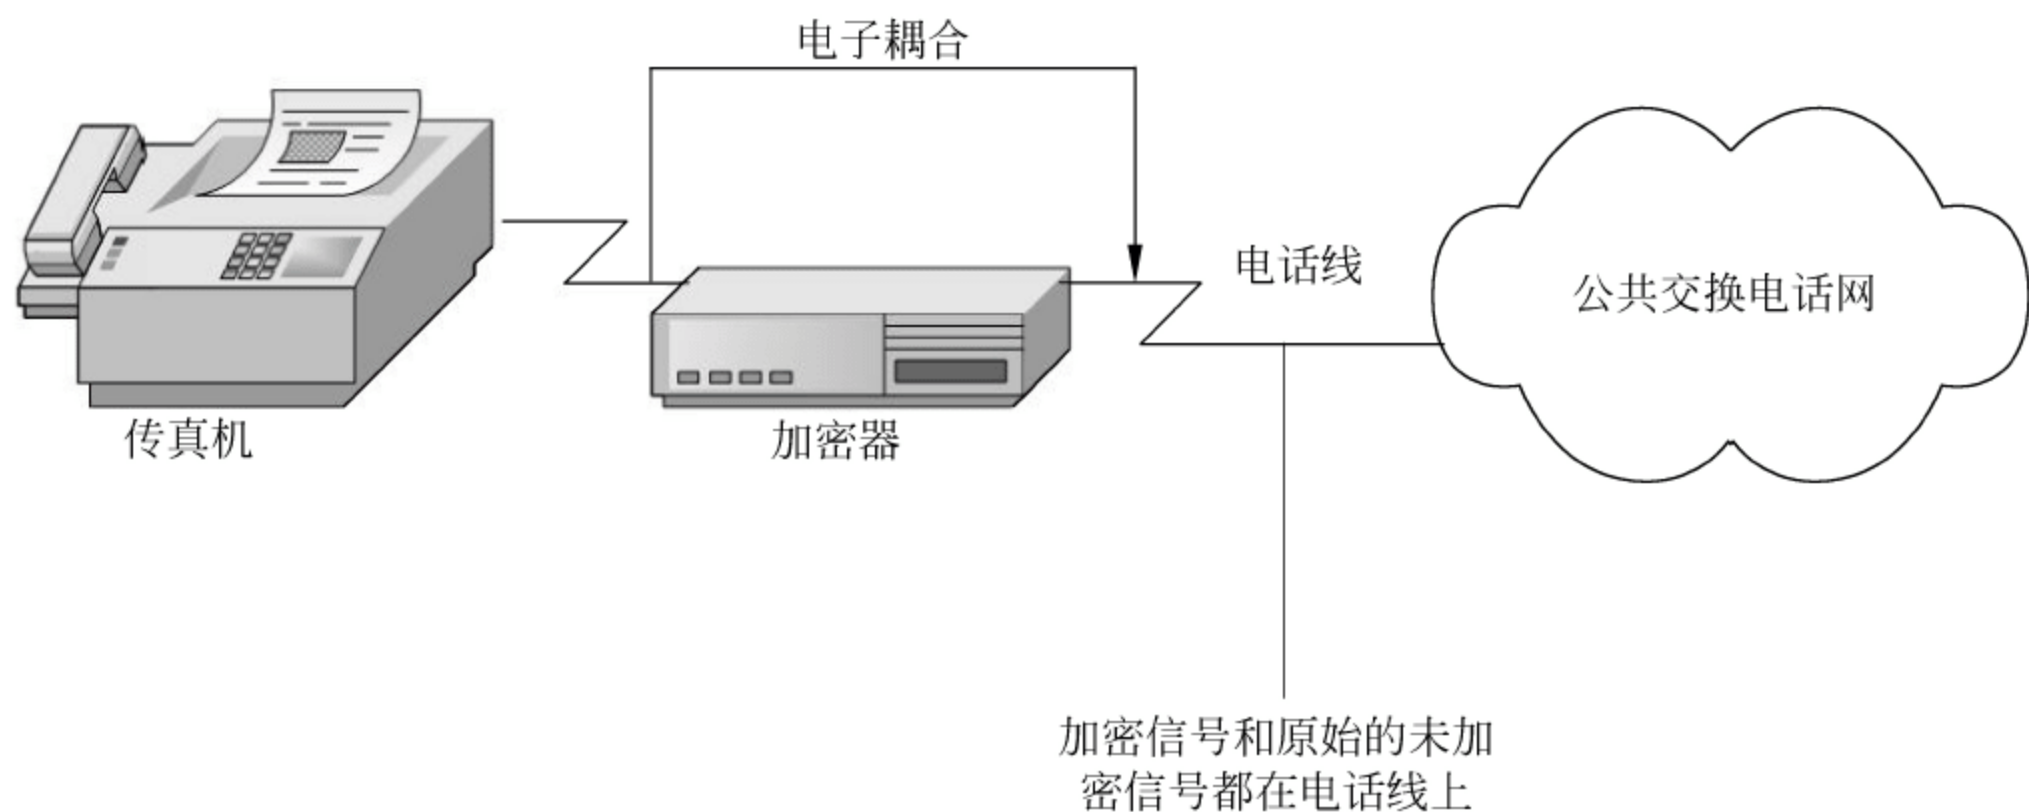 电子耦合
电话线
公共交换电话网
传真机
加密器
加密信号和原始的未加
密信号都在电话线上